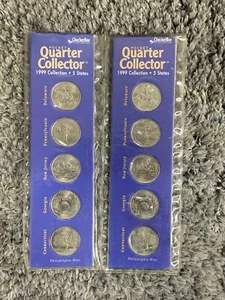 Quarter
Collector
1999 Collection • 5 States
Delaware
Pennsylvania
New Jersey
Georgia
Connecticut
Philadelphia Mint
Quarter
Collector
1999 Collection • 5 States
Delaware
Pennsylvania
New Jersey
Georgia
Connecticut
Philadelphia Mint